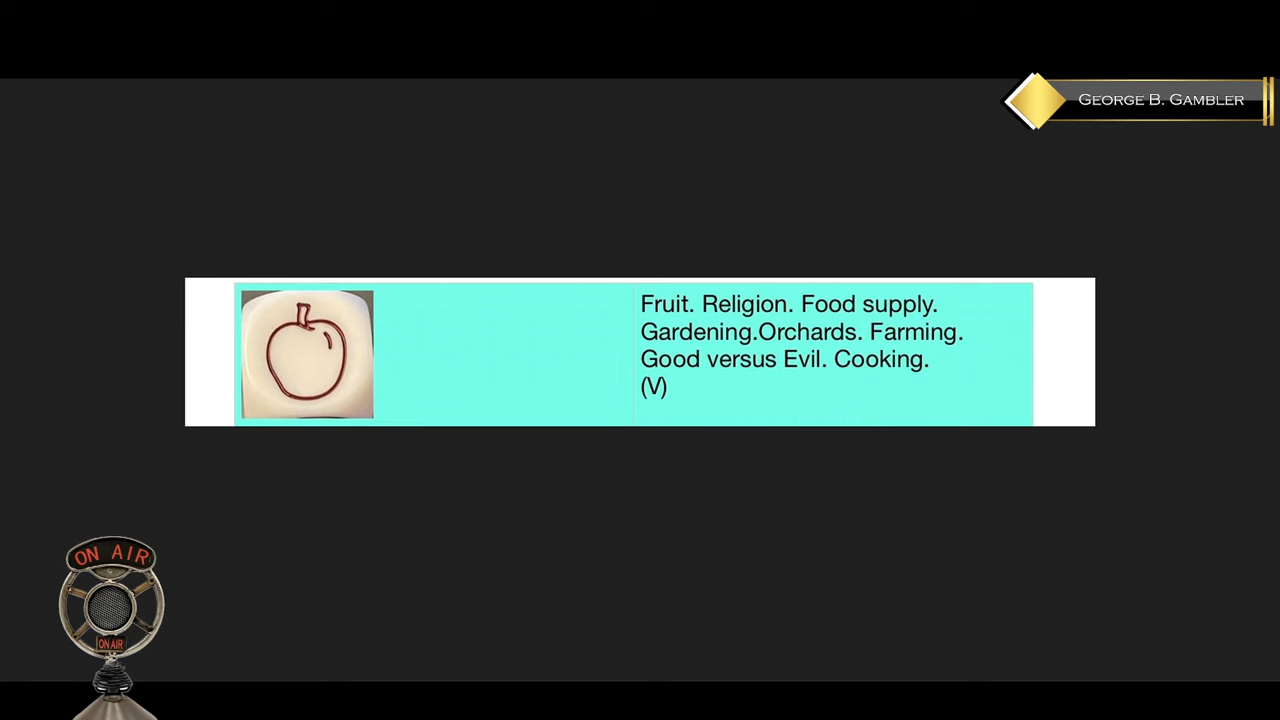 George B. Gambler
Fruit. Religion. Food supply.
Gardening.Orchards. Farming.
Good versus Evil. Cooking.
(V)
ON AIR
ON AIR